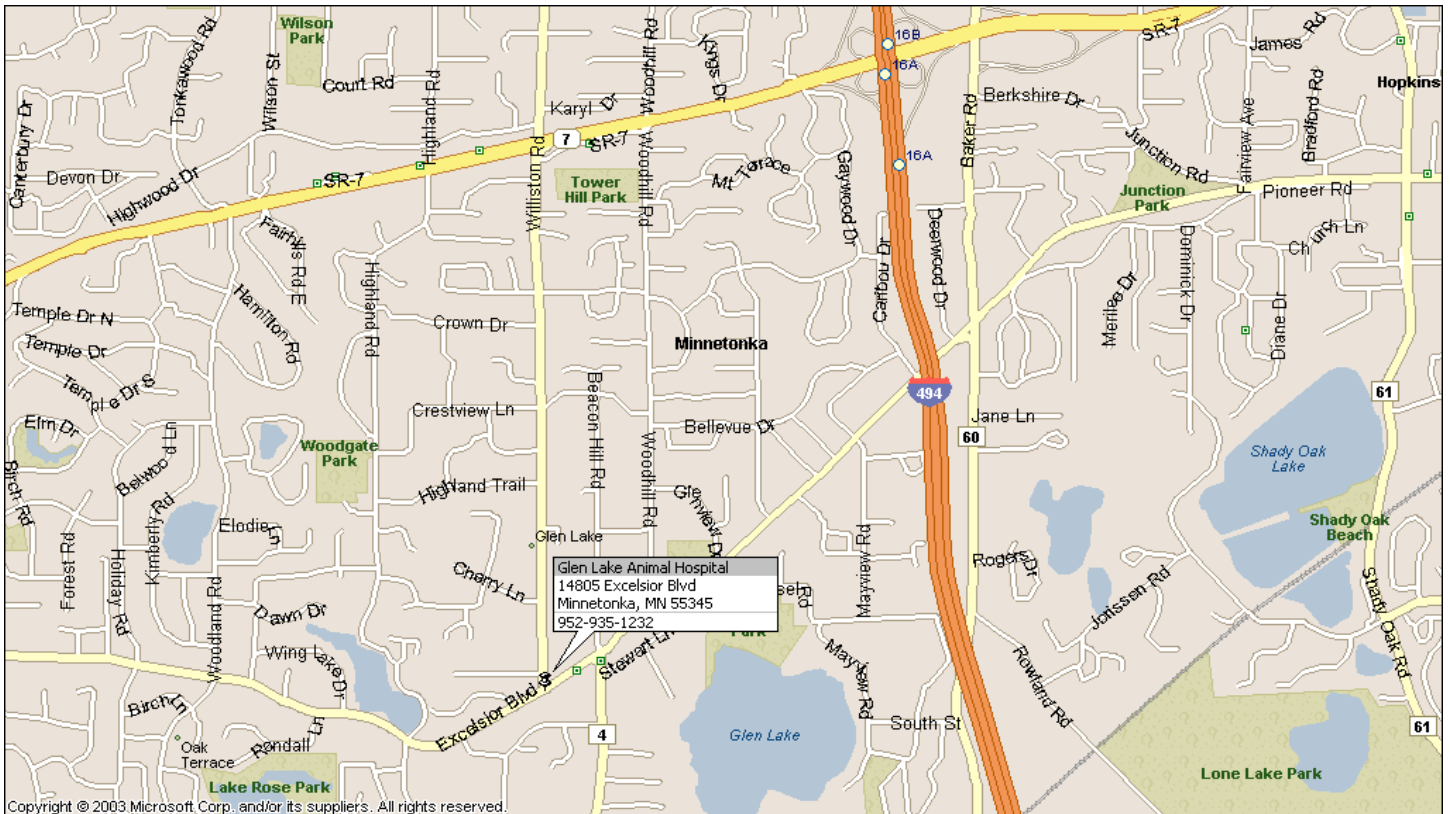 Wilson
Park
Tonkawood Rd
Wilson St
Court Rd
Highland Rd
Canterbury Dr
Devon Dr
Highwood Dr
SR-7
Karyl Dr
Woodhill Rd
Kings Dr
7
SR-7
Williston Rd
Tower
Hill Park
Woodhill Rd
Mt Terrace
Gaywood Dr
16B
16A
16A
SR-7
James Rd
Hopkins
Berkshire Dr
Baker Rd
Junction Rd
Fairview Ave
Bradford Rd
Junction
Park
Pioneer Rd
Church Ln
Fairhills Rd E
Hamilton Rd
Highland Rd
Temple Dr N
Temple Dr
Temple Dr S
Crown Dr
Minnetonka
Caribou Dr
Deerwood Dr
Merilee Dr
Dominick Dr
Diane Dr
494
61
Elm Dr
Birch Rd
Belwood Ln
Kimberly Rd
Woodgate
Park
Crestview Ln
Beacon Hill Rd
Bellevue Dr
Woodhill Rd
Jane Ln
60
Shady Oak
Lake
Highland Trail
Glenview Dr
Elodie Ln
Glen Lake
Mayview Rd
Rogers Dr
Shady Oak
Beach
Forest Rd
Holiday Rd
Woodland Rd
Cherry Ln
Glen Lake Animal Hospital
14805 Excelsior Blvd
Minnetonka, MN 55345
952-935-1232
Park
Jorissen Rd
Shady Oak Rd
Dawn Dr
Wing Lake Dr
Stewart Ln
Mayview Rd
Rowland Rd
Birch Ln
Excelsior Blvd
South St
4
Glen Lake
61
Oak
Terrace
Rondall Ln
Lake Rose Park
Lone Lake Park
Copyright © 2003 Microsoft Corp. and/or its suppliers. All rights reserved.